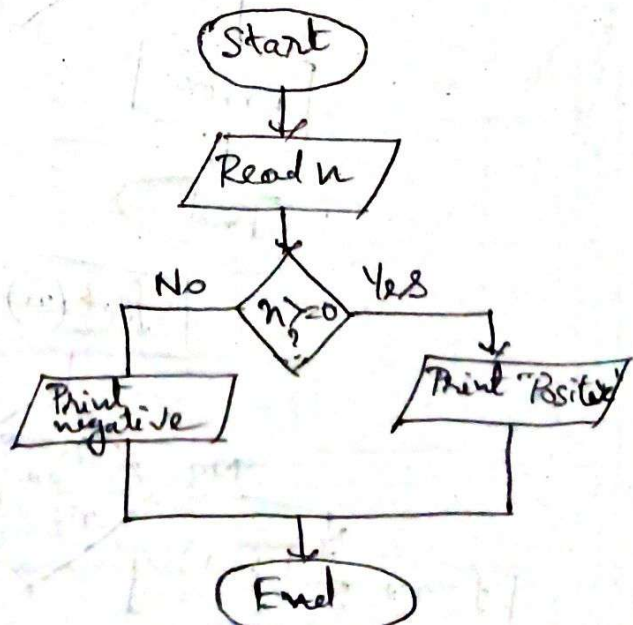 Start
Read n
No
Yes
n>=0
?
Print
negative
Print "Positive"
End